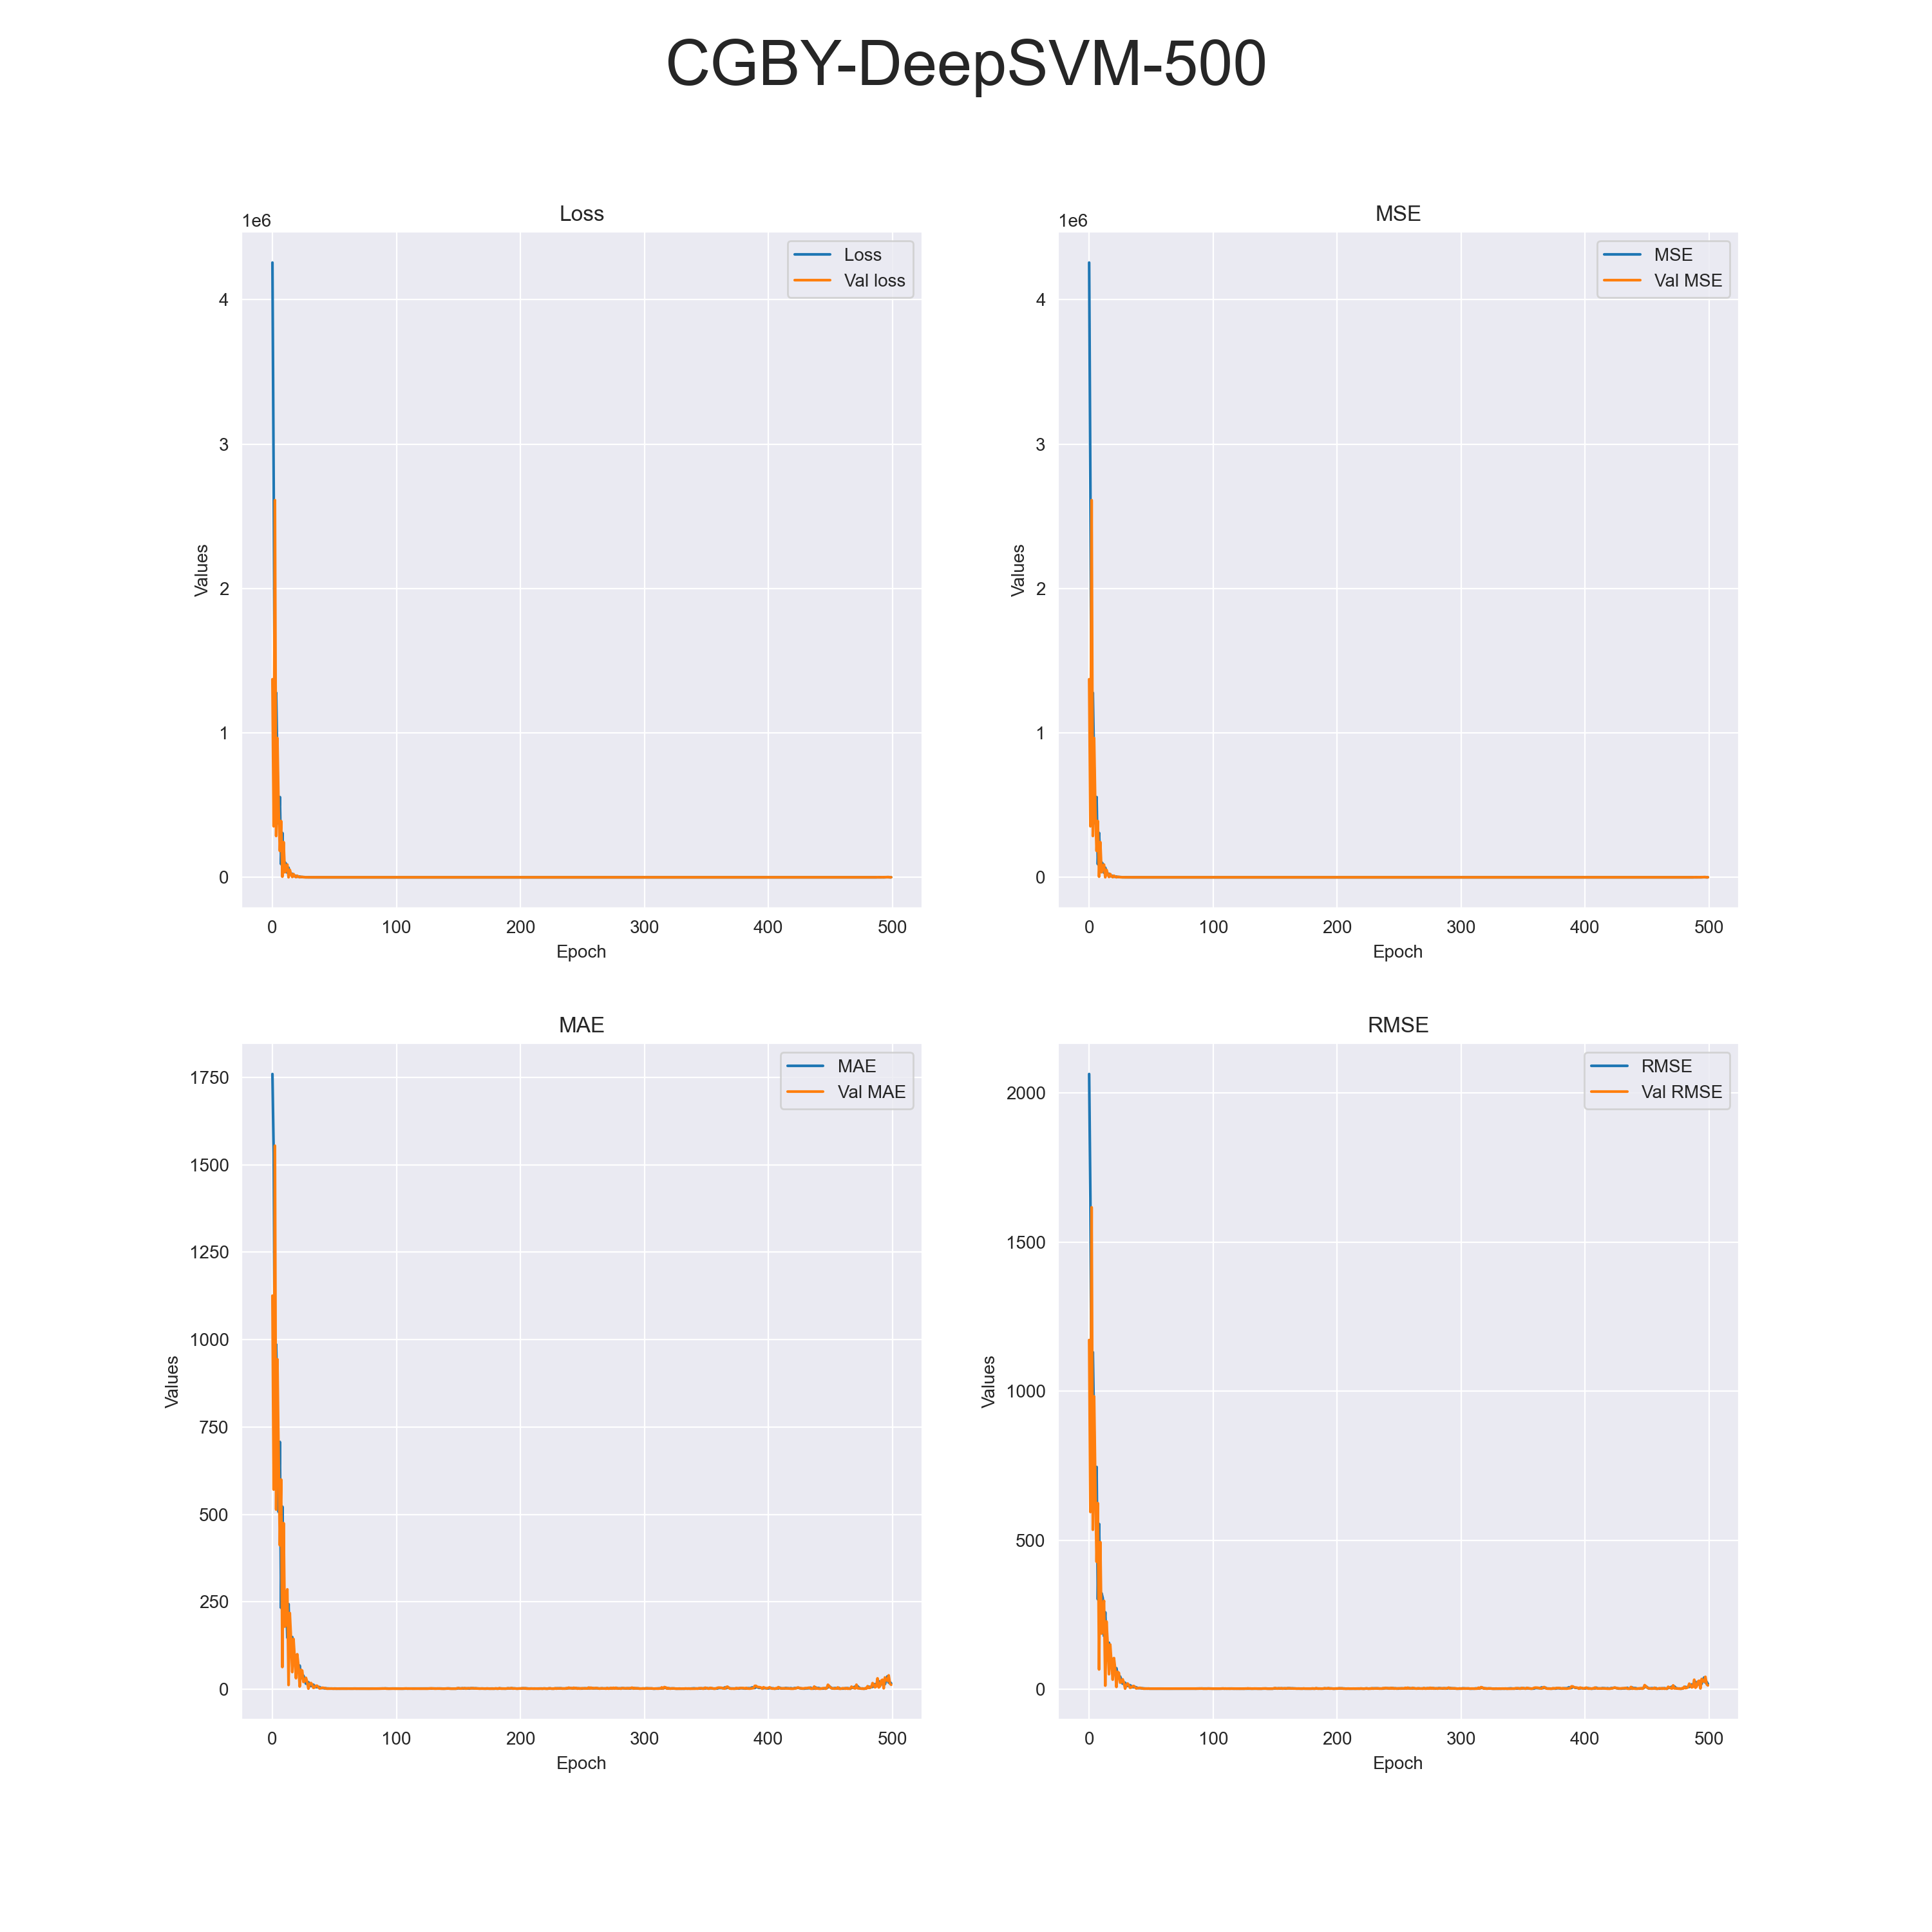 CGBY-DeepSVM-500
Loss
1e6
Loss
Val loss
4
3
2
1
0
Values
0 100 200 300 400 500
Epoch
MSE
1e6
MSE
Val MSE
4
3
2
1
0
Values
0 100 200 300 400 500
Epoch
MAE
MAE
Val MAE
1750
1500
1250
1000
750
500
250
0
Values
0 100 200 300 400 500
Epoch
RMSE
RMSE
Val RMSE
2000
1500
1000
500
0
Values
0 100 200 300 400 500
Epoch